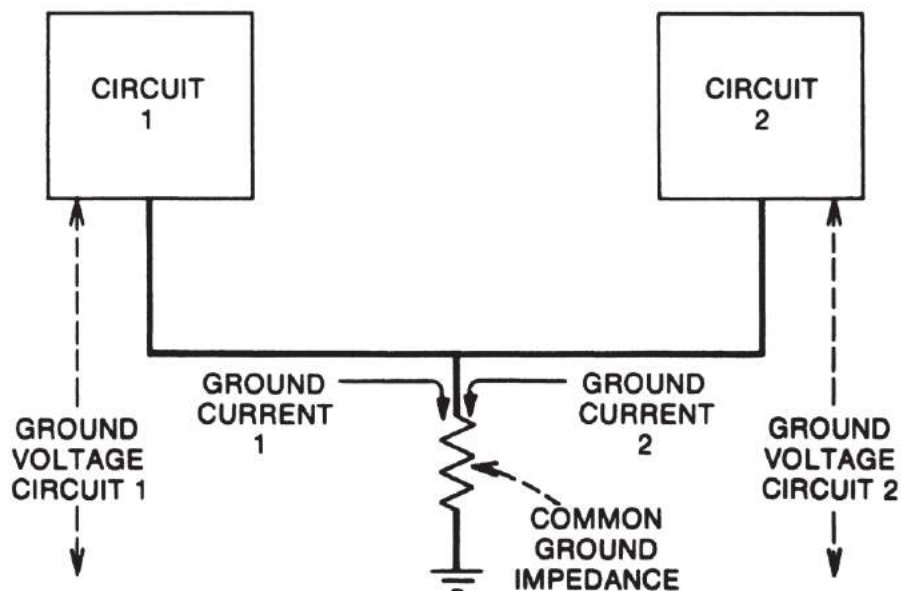 CIRCUIT
1
CIRCUIT
2
GROUND
CURRENT
1
GROUND
CURRENT
2
GROUND
VOLTAGE
CIRCUIT 1
GROUND
VOLTAGE
CIRCUIT 2
COMMON
GROUND
IMPEDANCE